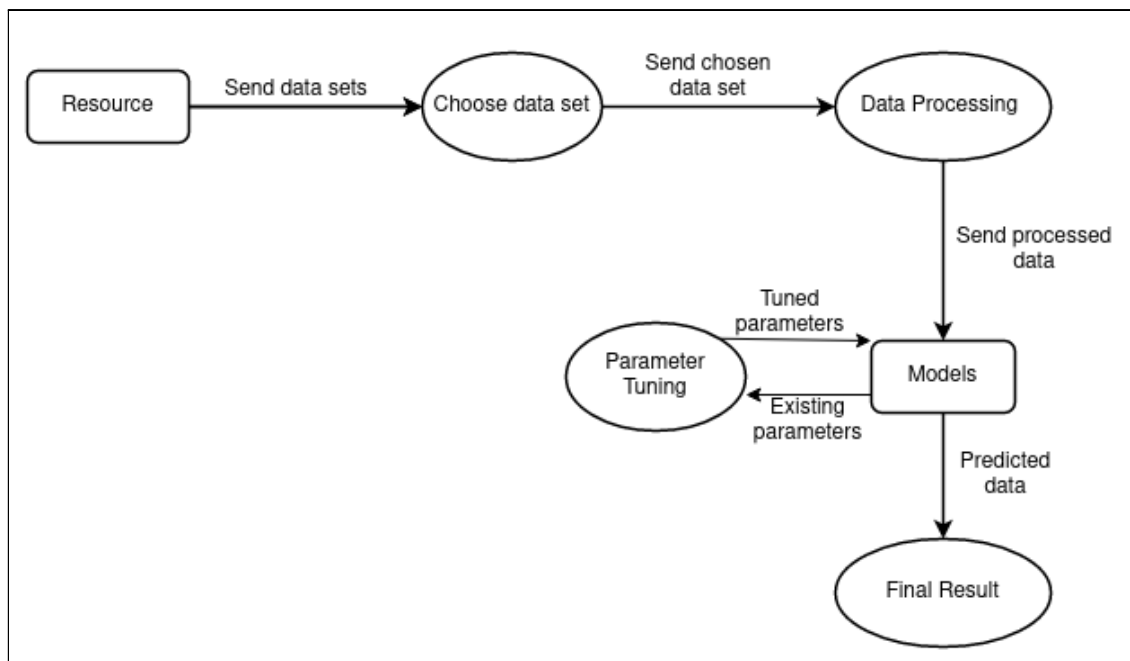 Resource
Send data sets
Choose data set
Send chosen
data set
Data Processing
Send processed
data
Tuned
parameters
Parameter
Tuning
Models
Existing
parameters
Predicted
data
Final Result